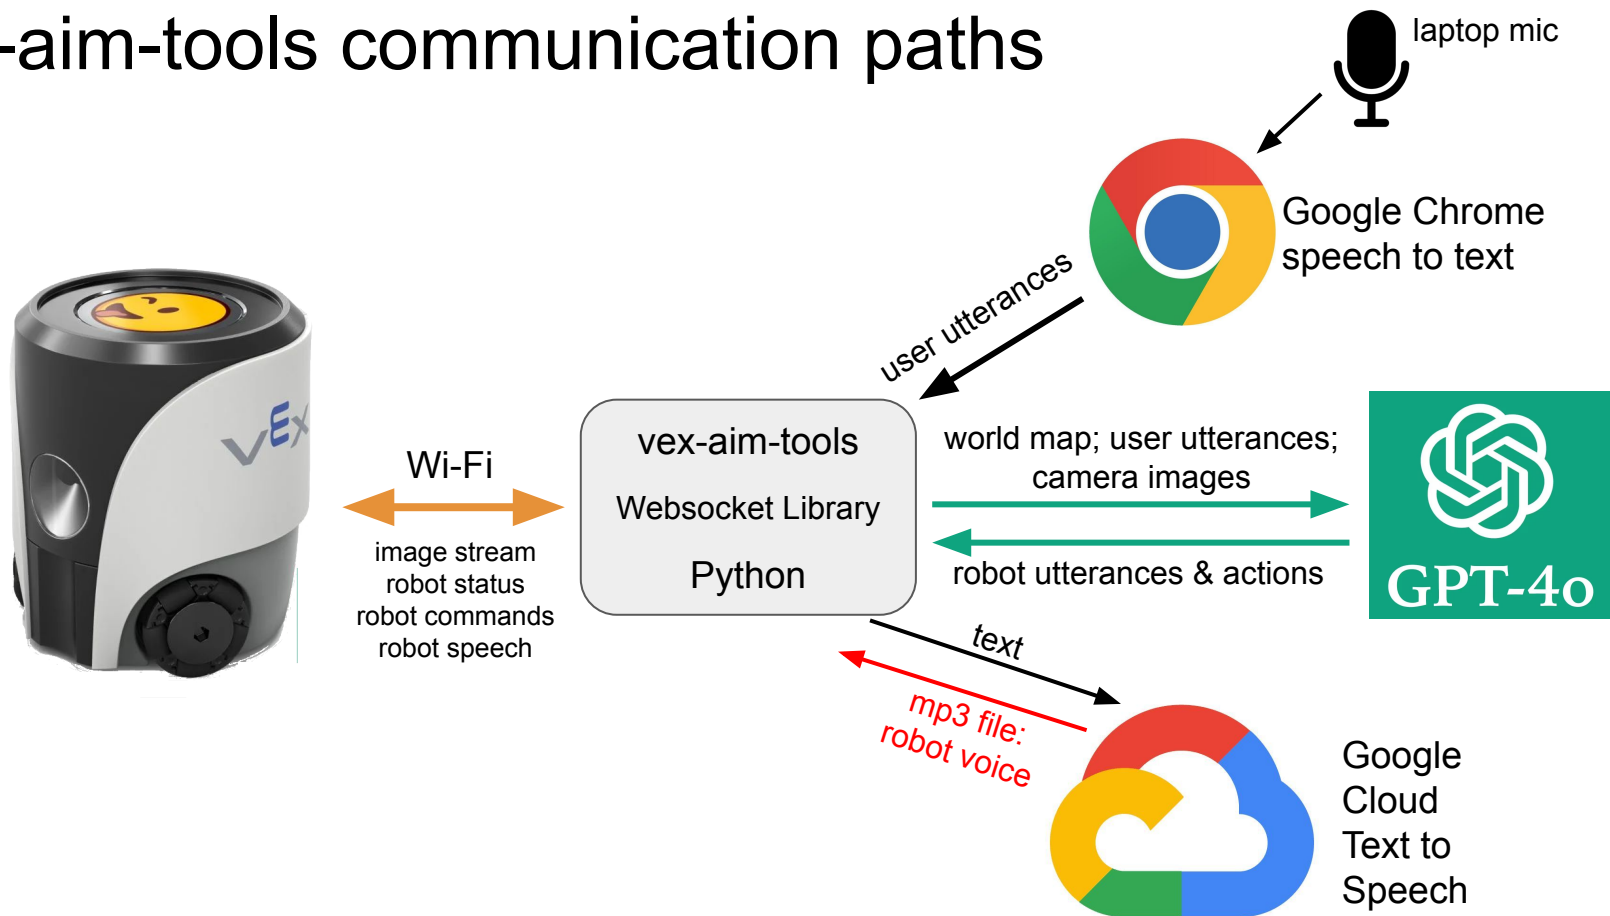 -aim-tools communication paths
laptop mic
Google Chrome
speech to text
user utterances
vex-aim-tools
Websocket Library
Python
Wi-Fi
image stream
robot status
robot commands
robot speech
world map; user utterances;
camera images
robot utterances & actions
GPT-4o
text
mp3 file:
robot voice
Google
Cloud
Text to
Speech
vEx